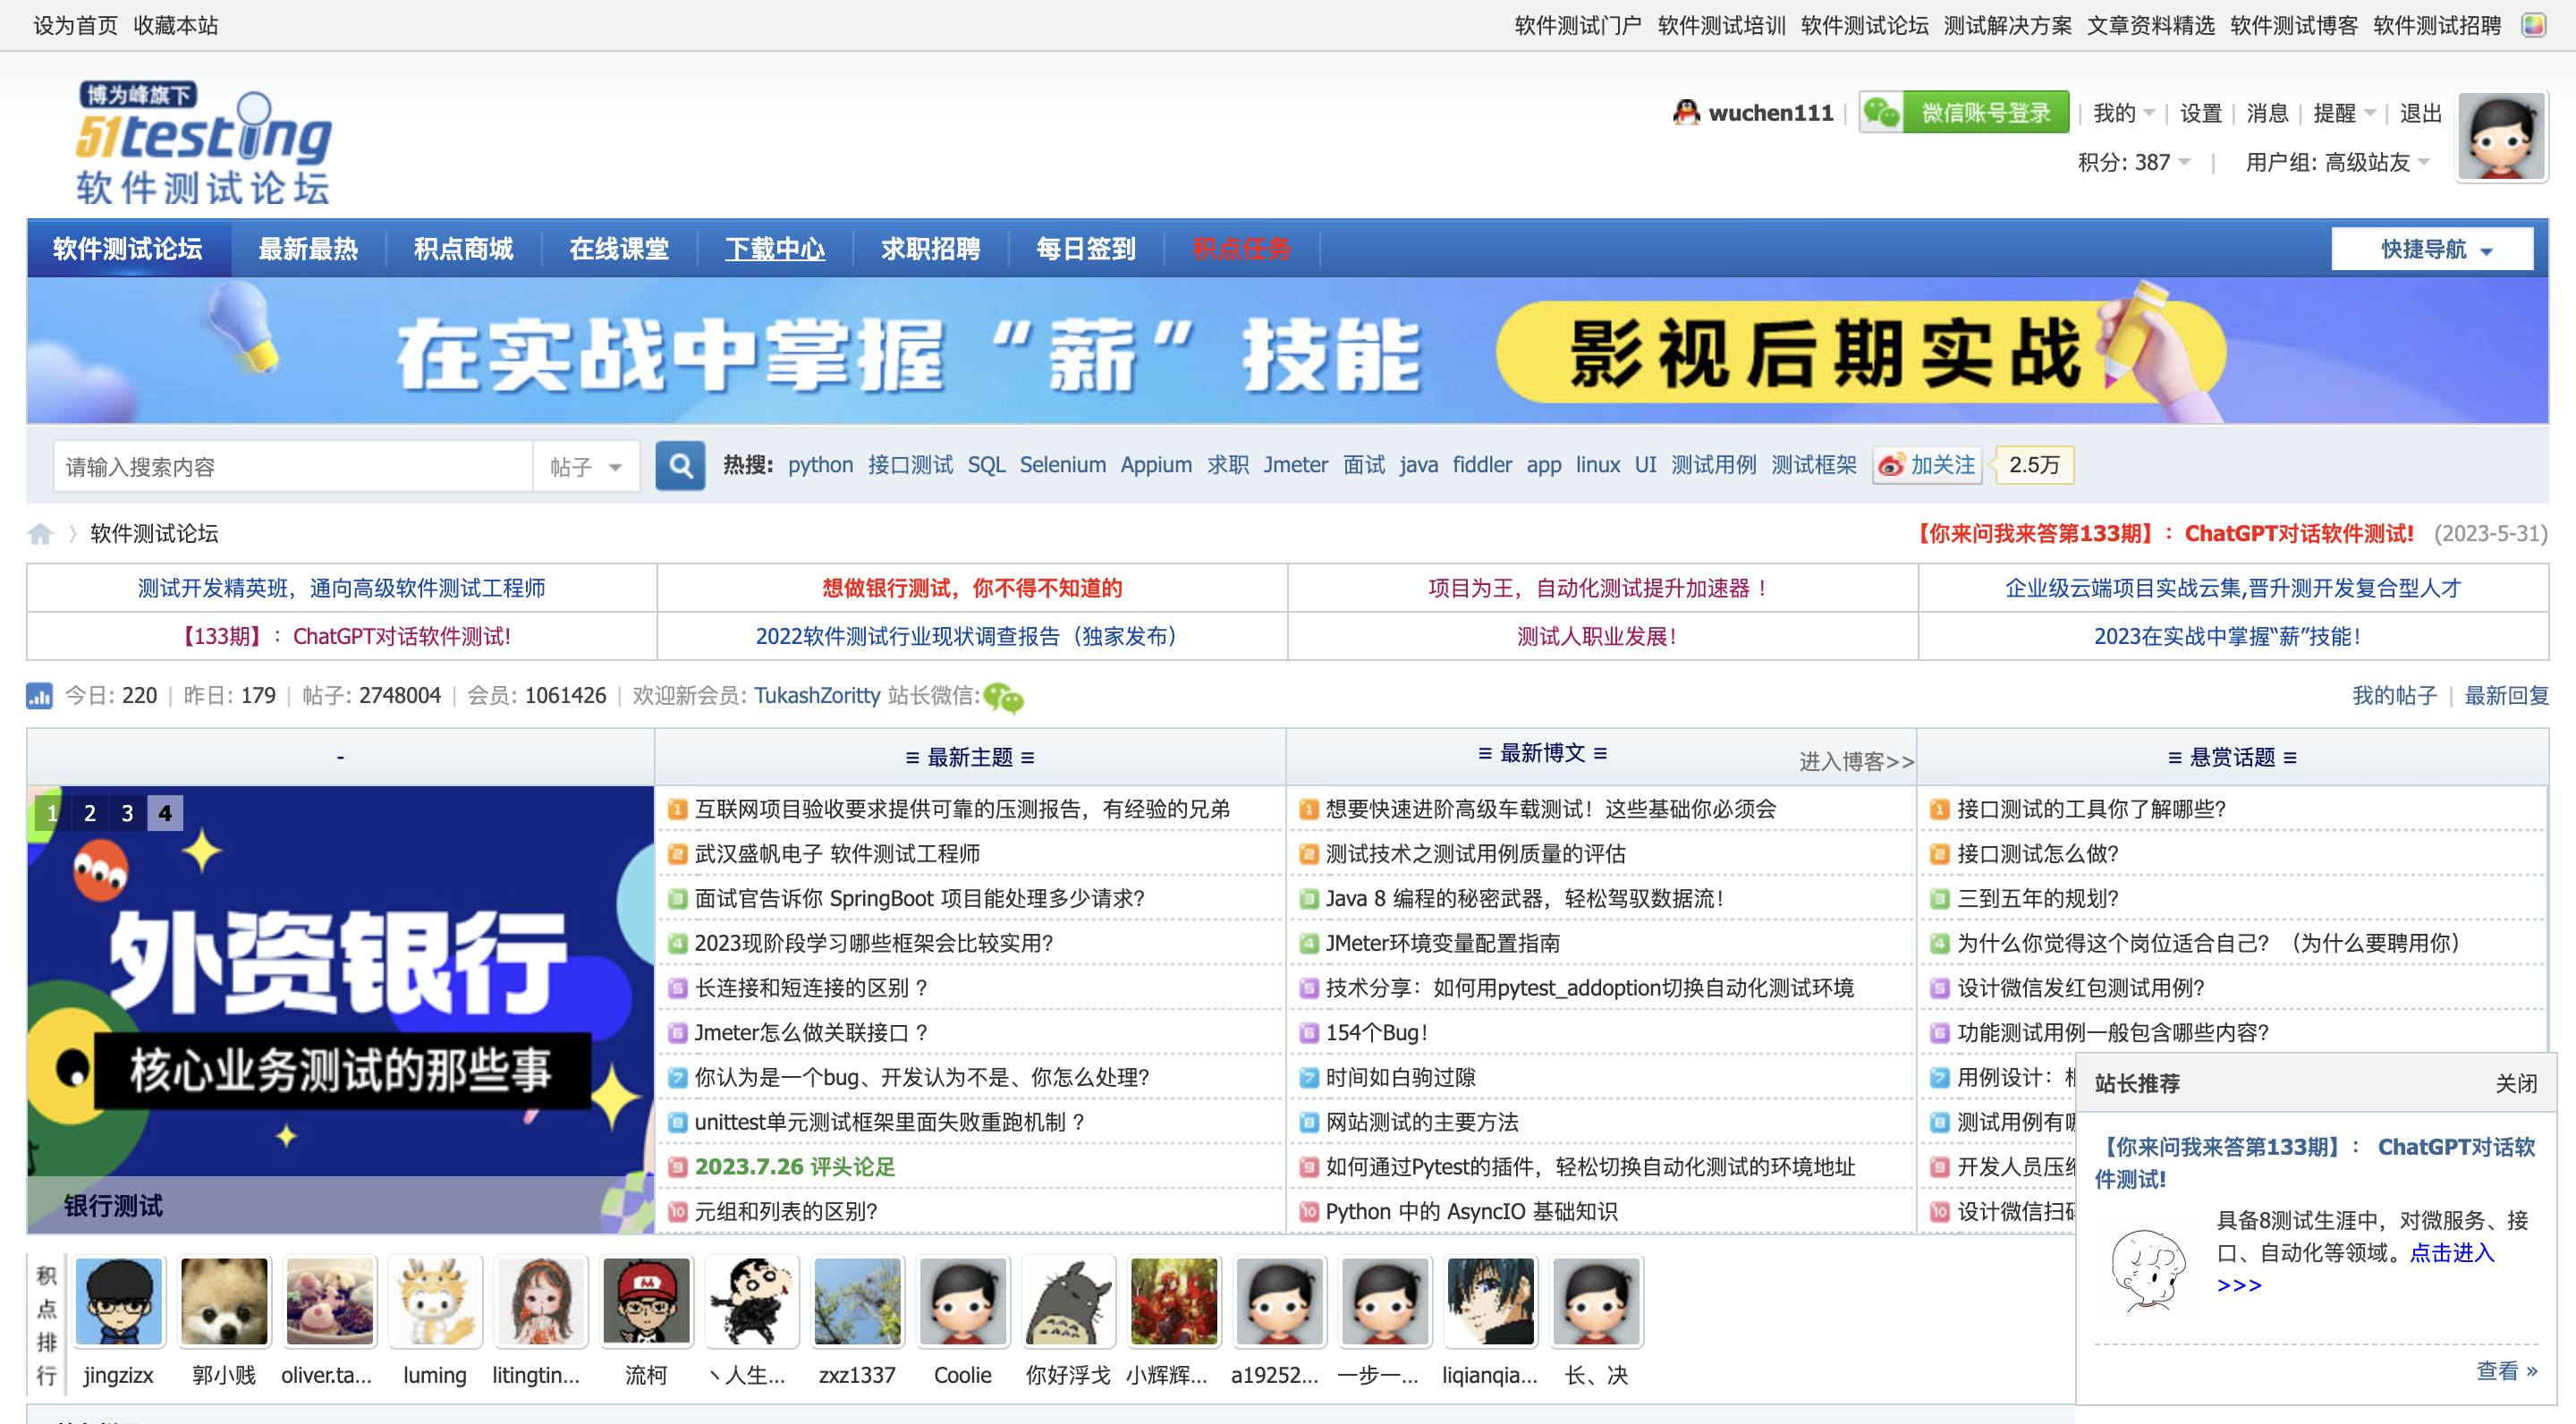 设为首页 收藏本站
软件测试门户 软件测试培训 软件测试论坛 测试解决方案 文章资料精选 软件测试博客 软件测试招聘
博为峰旗下
51testing
软件测试论坛
wuchen111 | 微信账号登录 | 我的 | 设置 | 消息 | 提醒 | 退出
积分: 387 | 用户组: 高级站友
软件测试论坛 最新最热 积点商城 在线课堂 下载中心 求职招聘 每日签到 积点任务 快捷导航
在实战中掌握“薪”技能 影视后期实战
请输入搜索内容 帖子 热搜: python 接口测试 SQL Selenium Appium 求职 Jmeter 面试 java fiddler app linux UI 测试用例 测试框架 加关注 2.5万
软件测试论坛
【你来问我来答第133期】：ChatGPT对话软件测试! (2023-5-31)
测试开发精英班，通向高级软件测试工程师 想做银行测试，你不得不知道的 项目为王，自动化测试提升加速器！ 企业级云端项目实战云集,晋升测开发复合型人才
【133期】：ChatGPT对话软件测试! 2022软件测试行业现状调查报告（独家发布） 测试人职业发展！ 2023在实战中掌握“薪”技能！
今日: 220 | 昨日: 179 | 帖子: 2748004 | 会员: 1061426 | 欢迎新会员: TukashZoritty 站长微信:
我的帖子 | 最新回复
-
1 2 3 4
外资银行
核心业务测试的那些事
银行测试
≡ 最新主题 ≡
1 互联网项目验收要求提供可靠的压测报告，有经验的兄弟
2 武汉盛帆电子 软件测试工程师
3 面试官告诉你 SpringBoot 项目能处理多少请求？
4 2023现阶段学习哪些框架会比较实用？
5 长连接和短连接的区别 ?
6 Jmeter怎么做关联接口 ?
7 你认为是一个bug、开发认为不是、你怎么处理？
8 unittest单元测试框架里面失败重跑机制 ?
9 2023.7.26 评头论足
10 元组和列表的区别？
≡ 最新博文 ≡
进入博客>>
1 想要快速进阶高级车载测试！这些基础你必须会
2 测试技术之测试用例质量的评估
3 Java 8 编程的秘密武器，轻松驾驭数据流！
4 JMeter环境变量配置指南
5 技术分享：如何用pytest_addoption切换自动化测试环境
6 154个Bug！
7 时间如白驹过隙
8 网站测试的主要方法
9 如何通过Pytest的插件，轻松切换自动化测试的环境地址
10 Python 中的 AsyncIO 基础知识
≡ 悬赏话题 ≡
1 接口测试的工具你了解哪些？
2 接口测试怎么做？
3 三到五年的规划？
4 为什么你觉得这个岗位适合自己？（为什么要聘用你）
5 设计微信发红包测试用例？
6 功能测试用例一般包含哪些内容？
7 用例设计：
8 测试用例有
9 开发人员压
10 设计微信扫
站长推荐 关闭
【你来问我来答第133期】： ChatGPT对话软
件测试!
具备8测试生涯中，对微服务、接
口、自动化等领域。点击进入
>>>
查看 »
积点排行
jingzizx 郭小贱 oliver.ta... luming litingtin... 流柯 丶人生... zxz1337 Coolie 你好浮戈 小辉辉... a19252... 一步一... liqianqia... 长、决